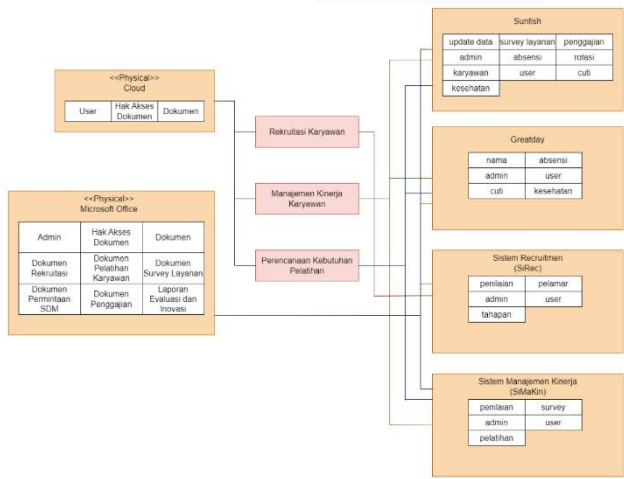 <<Physical>>
Cloud
User
Hak Akses
Dokumen
Dokumen
<<Physical>>
Microsoft Office
Admin
Hak Akses
Dokumen
Dokumen
Dokumen
Rekruitasi
Dokumen
Pelatihan
Karyawan
Dokumen
Survey Layanan
Dokumen
Permintaan
SDM
Dokumen
Penggajian
Laporan
Evaluasi dan
Inovasi
Rekruitasi Karyawan
Manajemen Kinerja
Karyawan
Perencanaan Kebutuhan
Pelatihan
Sunfish
update data
survey layanan
penggajian
admin
absensi
rotasi
karyawan
user
cuti
kesehatan
Greatday
nama
absensi
admin
user
cuti
kesehatan
Sistem Recruitmen
(SiRec)
penilaian
pelamar
admin
user
tahapan
Sistem Manajemen Kinerja
(SiMaKin)
penilaian
survey
admin
user
pelatihan